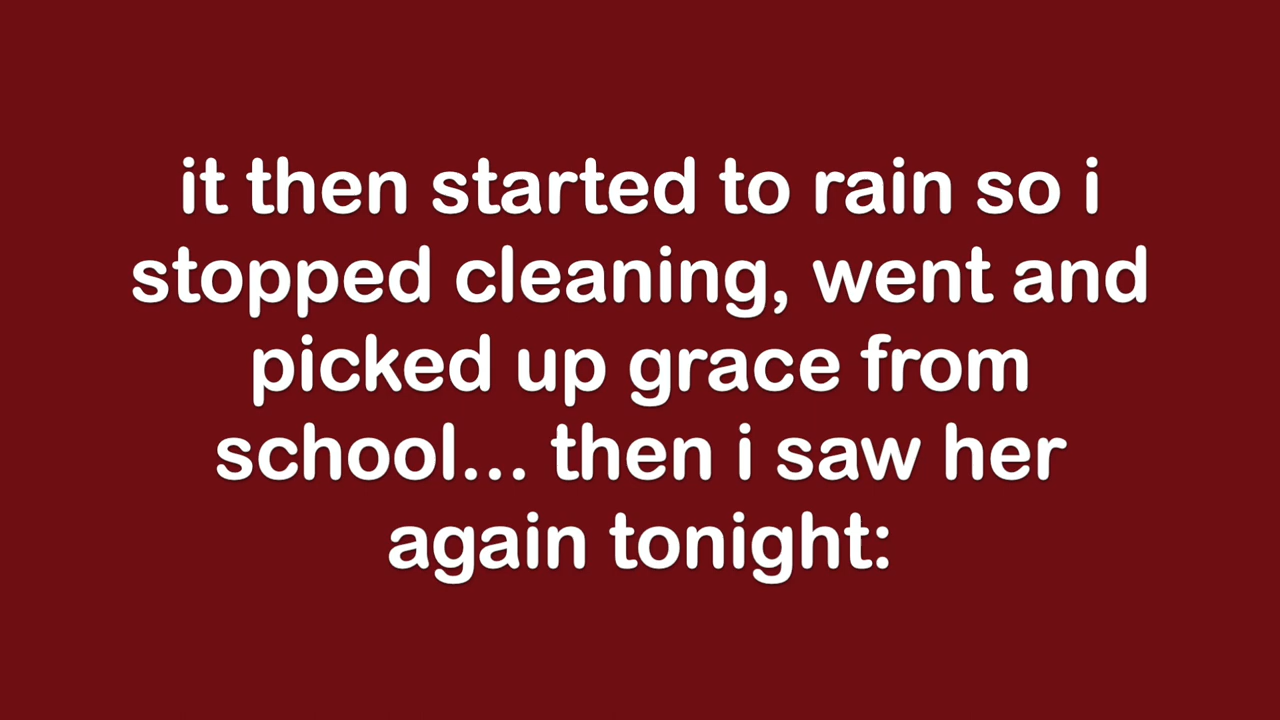 it then started to rain so i
stopped cleaning, went and
picked up grace from
school... then i saw her
again tonight: